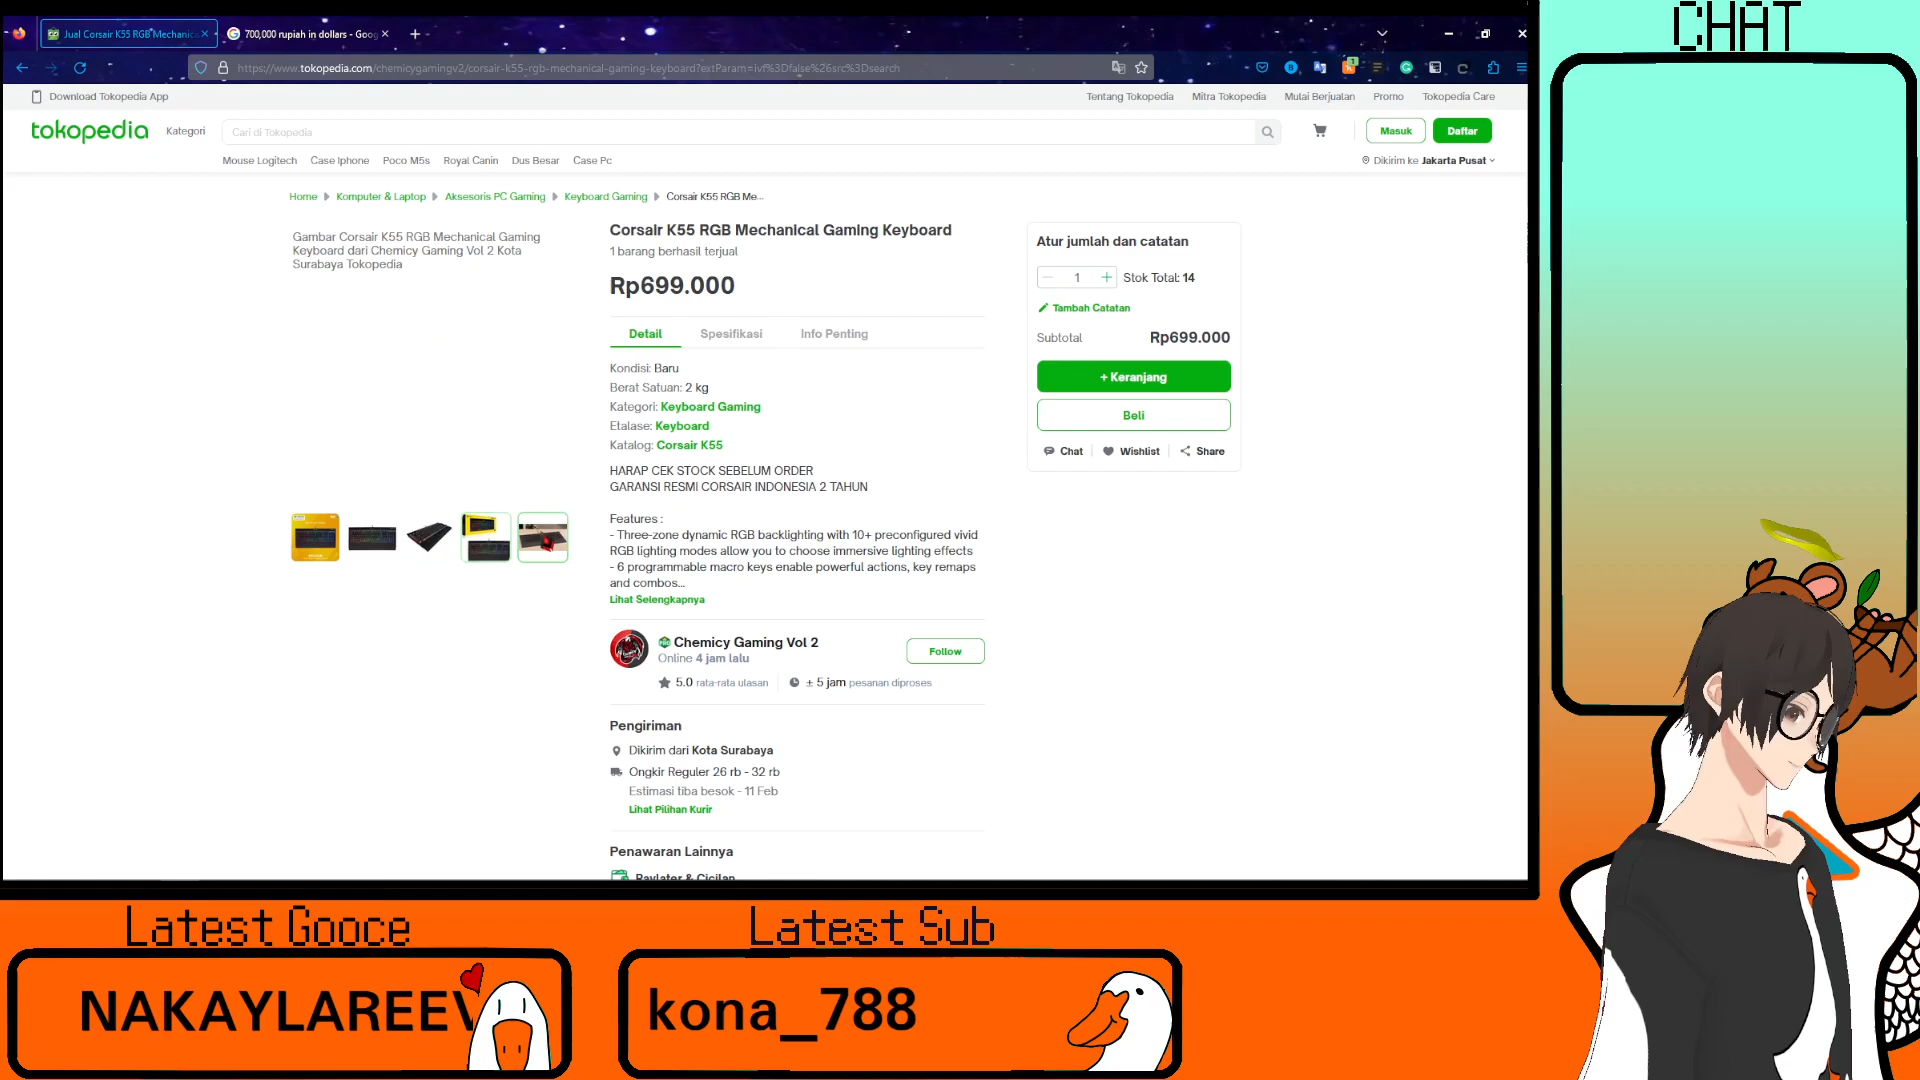 Jual Corsair K55 RGB Mechanic
700,000 rupiah in dollars - Goog
https://www.tokopedia.com/chemicygamingv2/corsair-k55-rgb-mechanical-gaming-keyboard?extParam=ivf%3Dfalse%26src%3Dsearch
Download Tokopedia App
Tentang Tokopedia
Mitra Tokopedia
Mulai Berjualan
Promo
Tokopedia Care
tokopedia
Kategori
Cari di Tokopedia
Masuk
Daftar
Mouse Logitech
Case Iphone
Poco M5s
Royal Canin
Dus Besar
Case Pc
Dikirim ke Jakarta Pusat
Home
Komputer & Laptop
Aksesoris PC Gaming
Keyboard Gaming
Corsair K55 RGB Me...
Gambar Corsair K55 RGB Mechanical Gaming
Keyboard dari Chemicy Gaming Vol 2 Kota
Surabaya Tokopedia
Corsair K55 RGB Mechanical Gaming Keyboard
1 barang berhasil terjual
Rp699.000
Detail
Spesifikasi
Info Penting
Kondisi: Baru
Berat Satuan: 2 kg
Kategori: Keyboard Gaming
Etalase: Keyboard
Katalog: Corsair K55
HARAP CEK STOCK SEBELUM ORDER
GARANSI RESMI CORSAIR INDONESIA 2 TAHUN
Features :
- Three-zone dynamic RGB backlighting with 10+ preconfigured vivid
RGB lighting modes allow you to choose immersive lighting effects
- 6 programmable macro keys enable powerful actions, key remaps
and combos...
Lihat Selengkapnya
Chemicy Gaming Vol 2
Online 4 jam lalu
Follow
5.0 rata-rata ulasan
± 5 jam pesanan diproses
Pengiriman
Dikirim dari Kota Surabaya
Ongkir Reguler 26 rb - 32 rb
Estimasi tiba besok - 11 Feb
Lihat Pilihan Kurir
Penawaran Lainnya
Paylater & Cicilan
Atur jumlah dan catatan
1
Stok Total: 14
Tambah Catatan
Subtotal
Rp699.000
+ Keranjang
Beli
Chat
Wishlist
Share
CHAT
Latest Gooce
NAKAYLAREEV
Latest Sub
kona_788